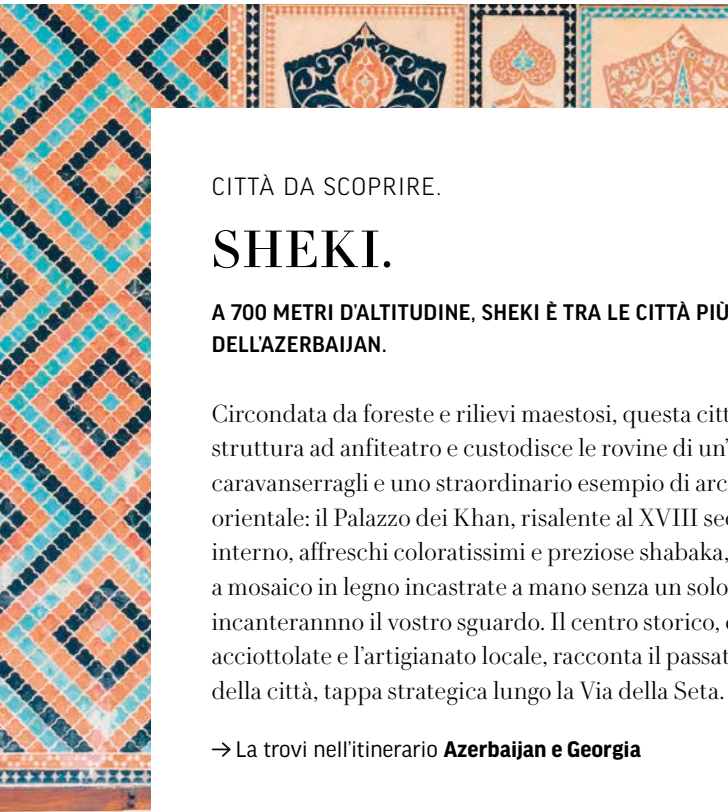 CITTÀ DA SCOPRIRE.
SHEKI.
A 700 METRI D'ALTITUDINE, SHEKI È TRA LE CITTÀ PIÙ
DELL'AZERBAIJAN.
Circondata da foreste e rilievi maestosi, questa citt
struttura ad anfiteatro e custodisce le rovine di un'
caravanserragli e uno straordinario esempio di arc
orientale: il Palazzo dei Khan, risalente al XVIII sec
interno, affreschi coloratissimi e preziose shabaka,
a mosaico in legno incastrate a mano senza un solo
incanterannno il vostro sguardo. Il centro storico,
acciottolate e l'artigianato locale, racconta il passat
della città, tappa strategica lungo la Via della Seta.
→ La trovi nell'itinerario Azerbaijan e Georgia